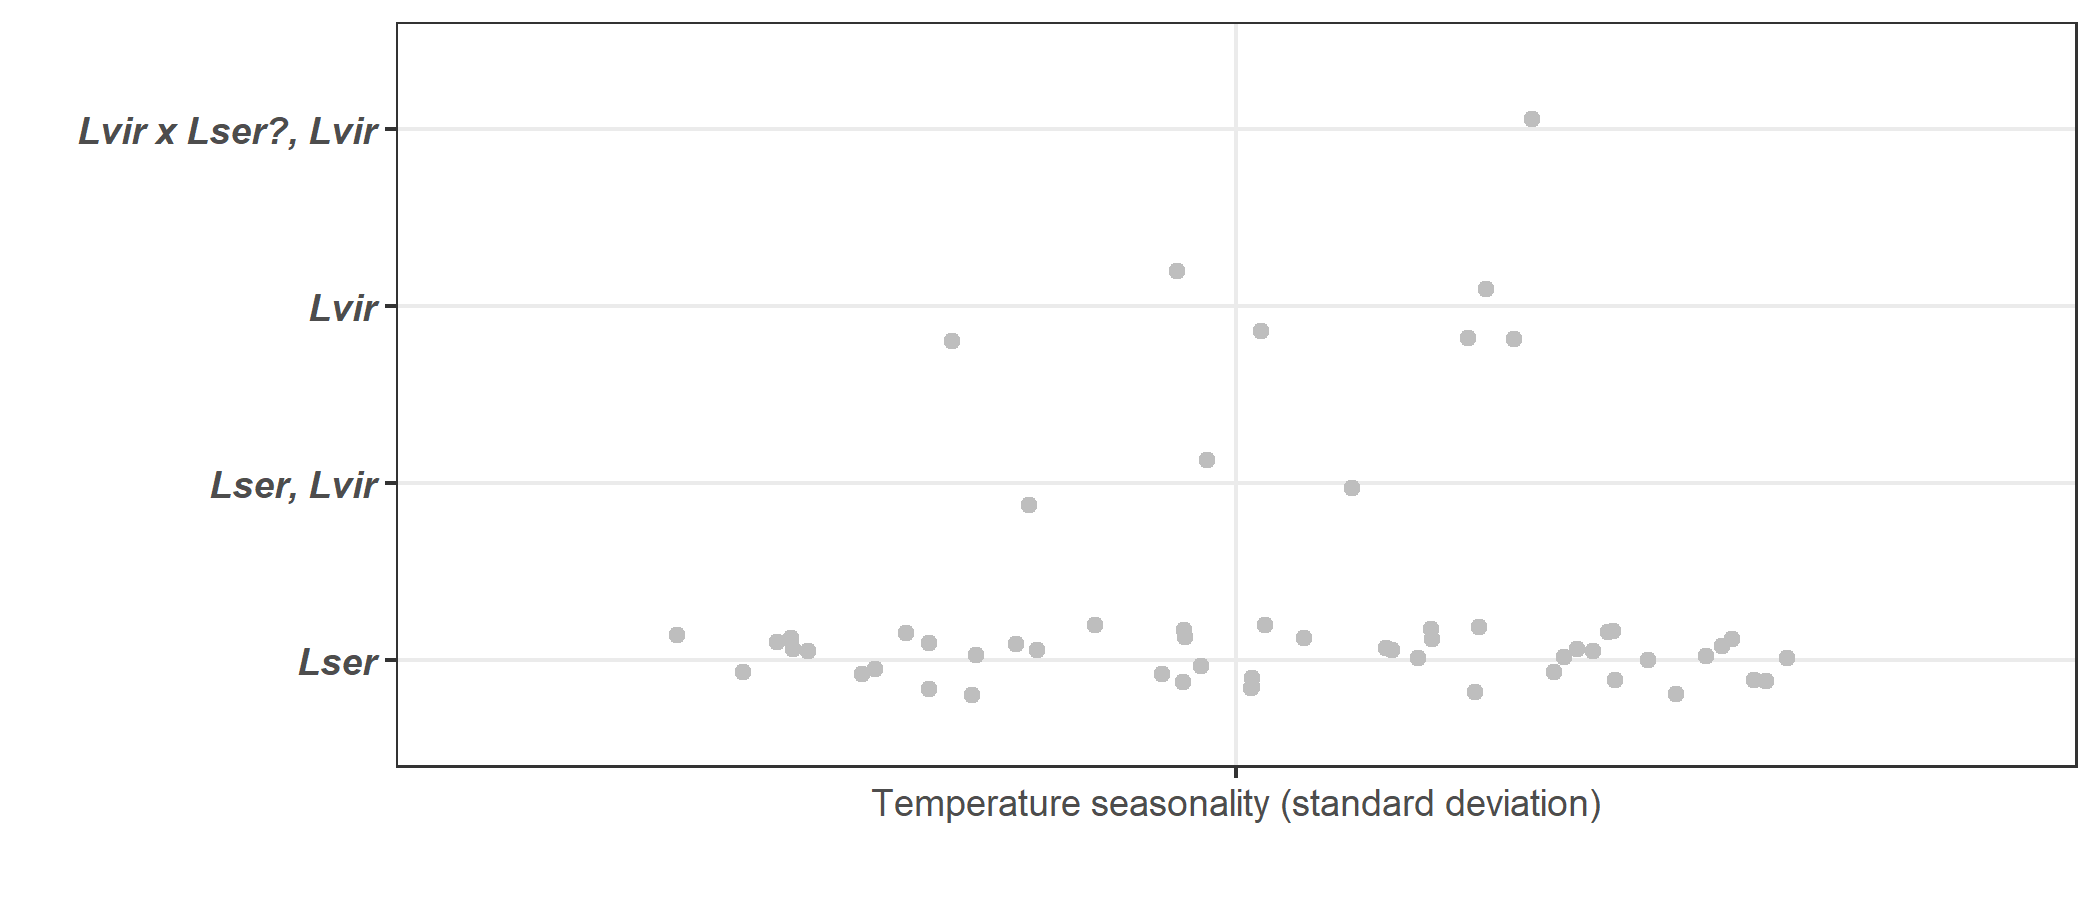 Lvir x Lser?, Lvir
Lvir
Lser, Lvir
Lser
Temperature seasonality (standard deviation)